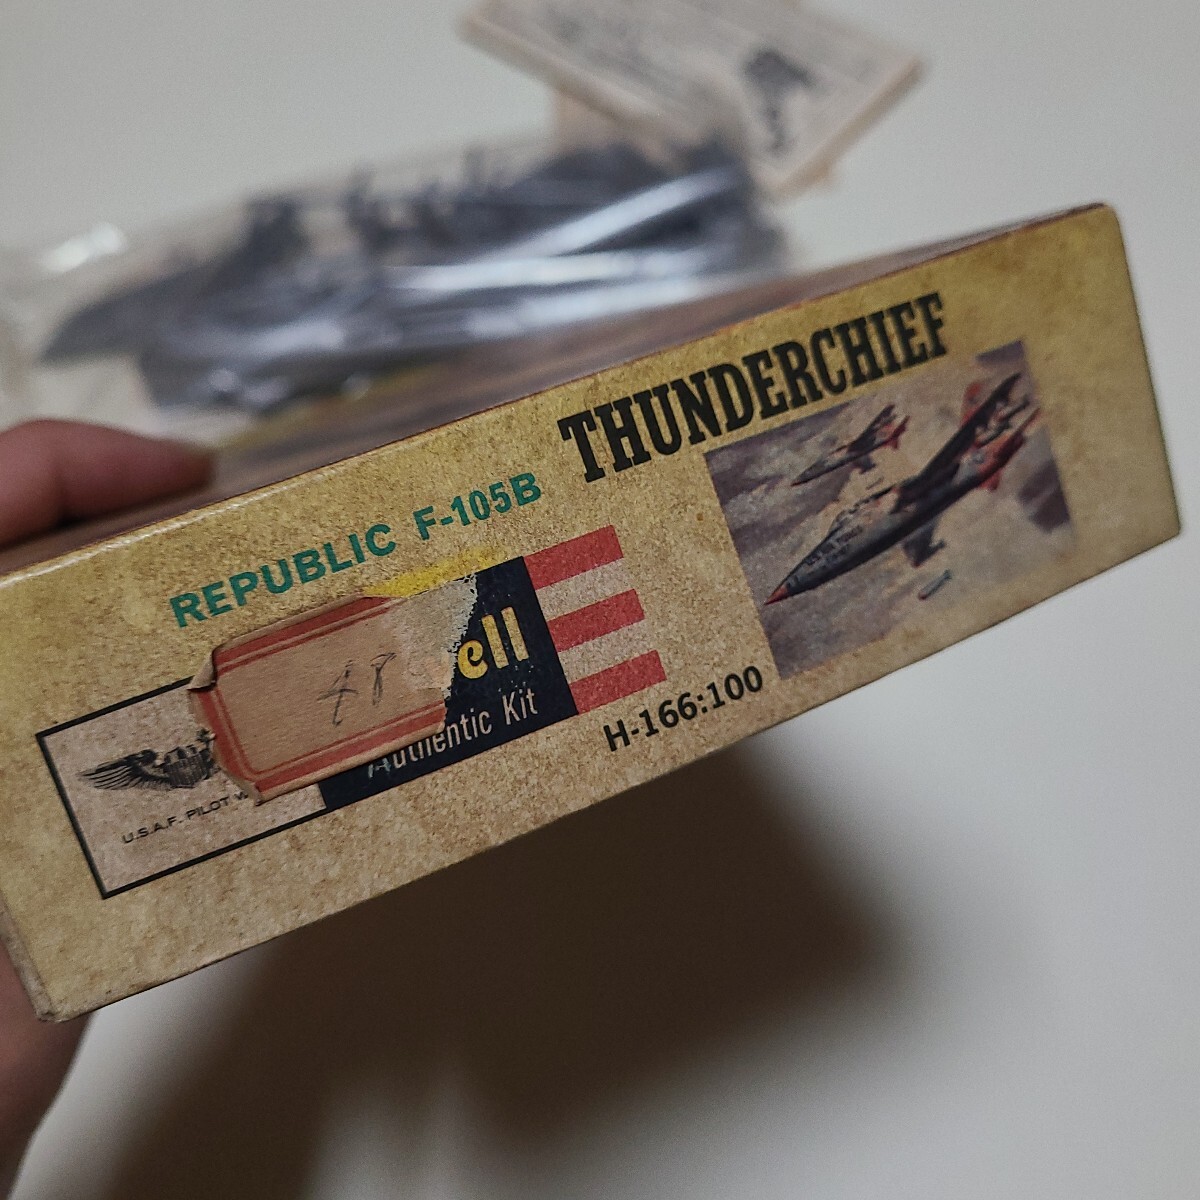 THUNDERCHIEF
REPUBLIC F-105B
ell
Authentic Kit
U.S.A.F. PILOT
H-166:100